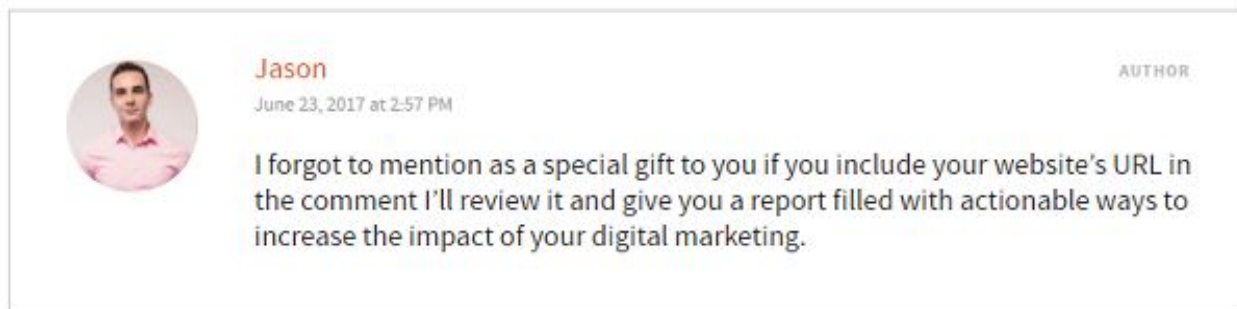 Jason
AUTHOR
June 23, 2017 at 2:57 PM
I forgot to mention as a special gift to you if you include your website’s URL in
the comment I’ll review it and give you a report filled with actionable ways to
increase the impact of your digital marketing.